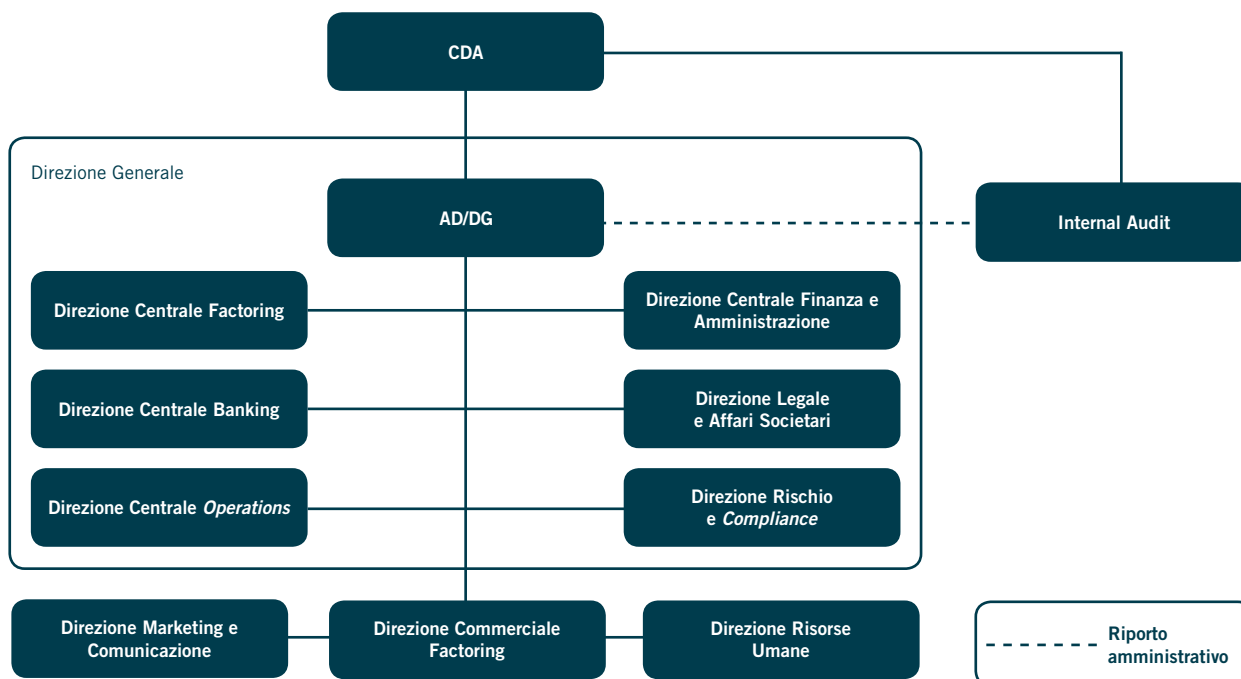 CDA
Direzione Generale
AD/DG
Internal Audit
Direzione Centrale Factoring
Direzione Centrale Finanza e
Amministrazione
Direzione Centrale Banking
Direzione Legale
e Affari Societari
Direzione Centrale Operations
Direzione Rischio
e Compliance
Direzione Marketing e
Comunicazione
Direzione Commerciale
Factoring
Direzione Risorse
Umane
Riporto
amministrativo